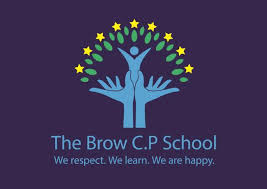 The Brow C.P School
We respect. We learn. We are happy.